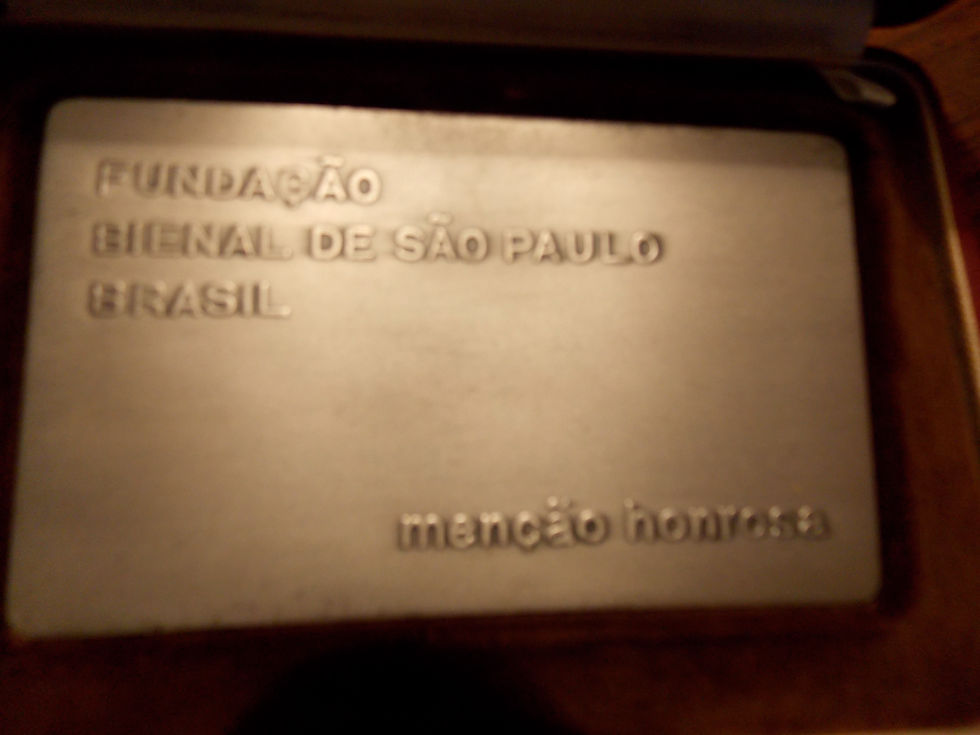 FUNDAÇÃO
BIENAL DE SÃO PAULO
BRASIL
menção honrosa